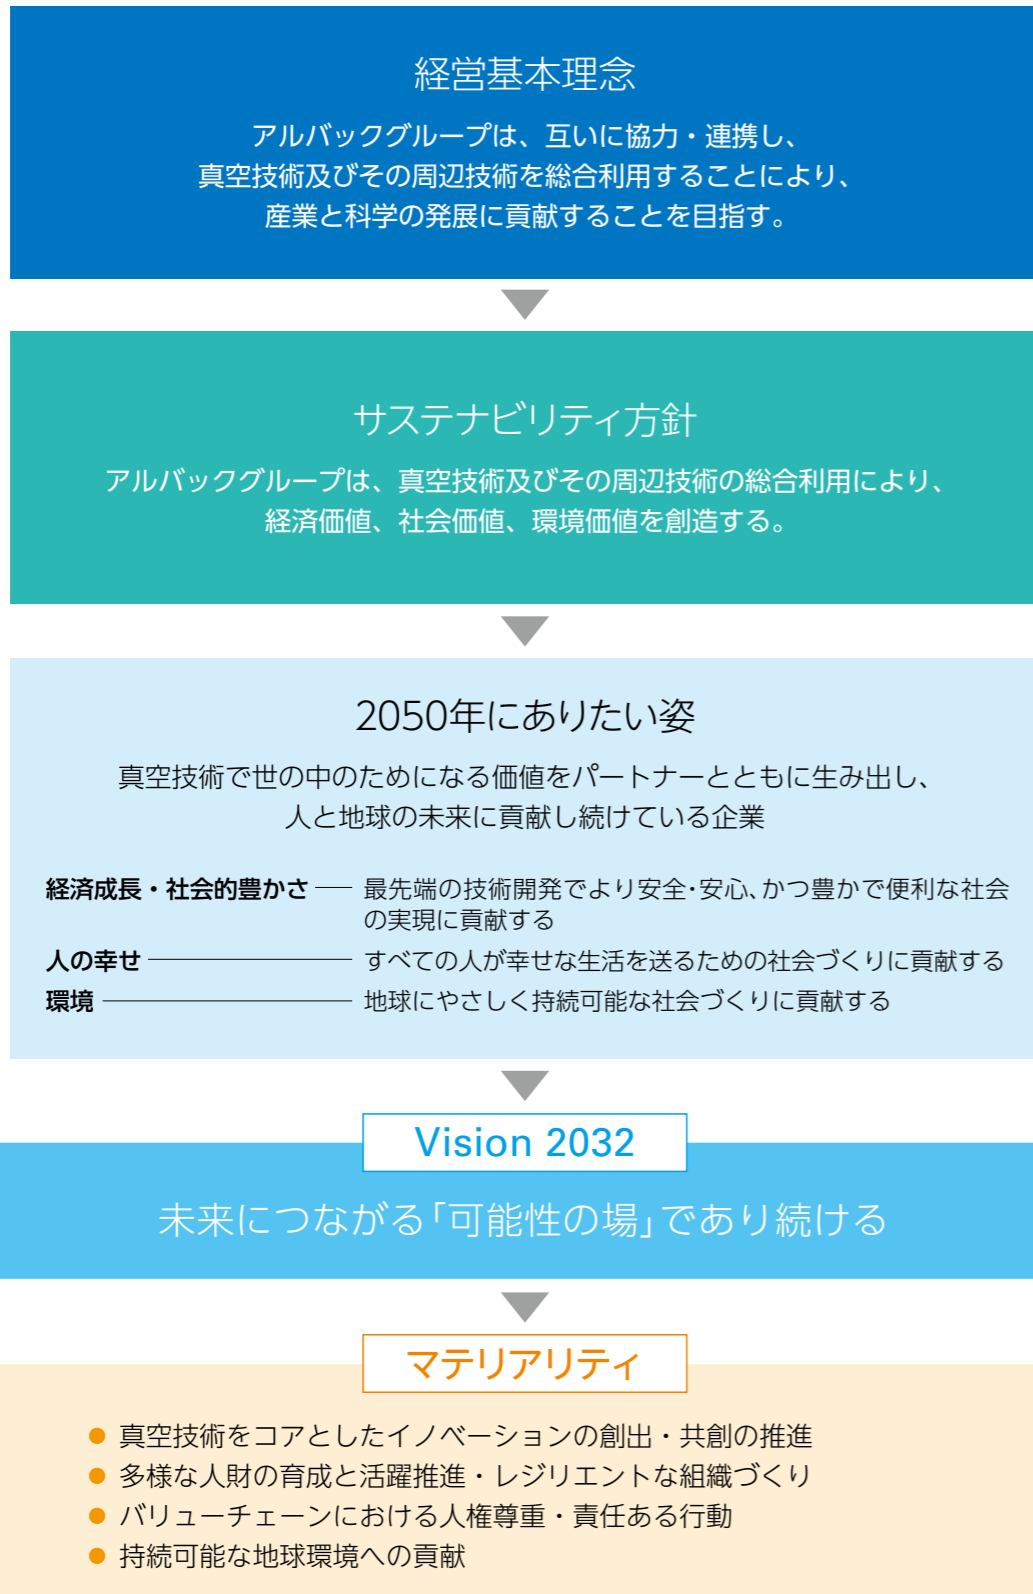 経営基本理念
アルバックグループは、互いに協力・連携し、
真空技術及びその周辺技術を総合利用することにより、
産業と科学の発展に貢献することを目指す。
サステナビリティ方針
アルバックグループは、真空技術及びその周辺技術の総合利用により、
経済価値、社会価値、環境価値を創造する。
2050年にありたい姿
真空技術で世の中のためになる価値をパートナーとともに生み出し、
人と地球の未来に貢献し続けている企業
経済成長・社会的豊かさ 最先端の技術開発でより安全・安心、かつ豊かで便利な社会
の実現に貢献する
人の幸せ すべての人が幸せな生活を送るための社会づくりに貢献する
環境 地球にやさしく持続可能な社会づくりに貢献する
Vision 2032
未来につながる「可能性の場」であり続ける
マテリアリティ
● 真空技術をコアとしたイノベーションの創出・共創の推進
● 多様な人財の育成と活躍推進・レジリエントな組織づくり
● バリューチェーンにおける人権尊重・責任ある行動
● 持続可能な地球環境への貢献